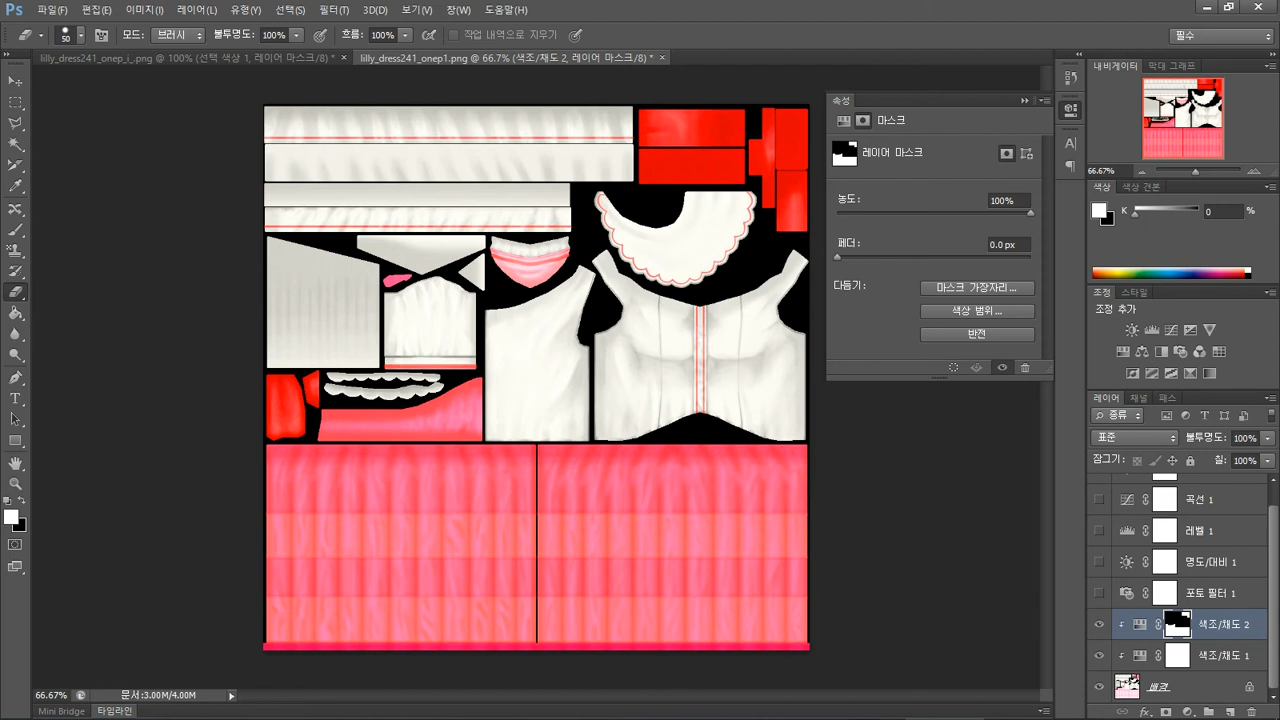 Ps 파일(F) 편집(E) 이미지(I) 레이어(L) 유형(Y) 선택(S) 필터(T) 3D(D) 보기(V) 창(W) 도움말(H)
50 모드: 브러시 불투명도: 100% 흐름: 100% 작업 내역으로 지우기 필수
lilly_dress241_onep_i_.png @ 100% (선택 색상 1, 레이어 마스크/8) * × lilly_dress241_onep1.png @ 66.7% (색조/채도 2, 레이어 마스크/8) * ×
내비게이터 막대 그래프
속성
마스크
레이어 마스크
66.67%
색상 색상 견본
농도: 100%
K 0 %
페더: 0.0 px
다듬기: 마스크 가장자리...
색상 범위...
반전
조정 스타일
조정 추가
레이어 채널 패스
종류
표준 불투명도: 100%
잠그기: 칠: 100%
곡선 1
레벨 1
명도/대비 1
포토 필터 1
색조/채도 2
색조/채도 1
배경
66.67% 문서:3.00M/4.00M
Mini Bridge 타임라인